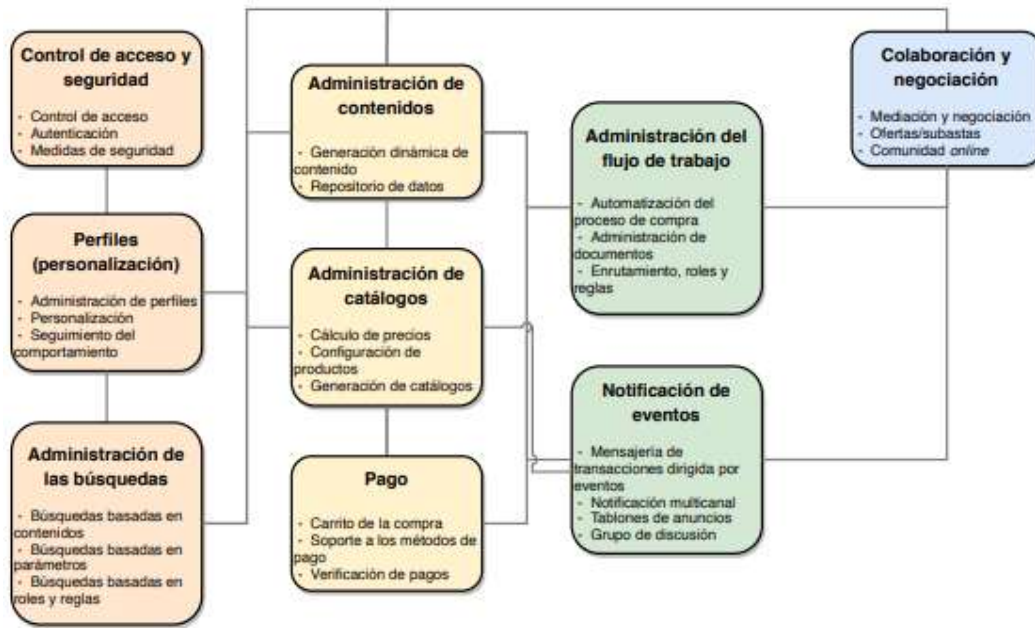 Control de acceso y
seguridad
- Control de acceso
- Autenticación
- Medidas de seguridad
Perfiles
(personalización)
- Administración de perfiles
- Personalización
- Seguimiento del
comportamiento
Administración de
las búsquedas
- Búsquedas basadas en
contenidos
- Búsquedas basadas en
parámetros
- Búsquedas basadas en
roles y reglas
Administración de
contenidos
- Generación dinámica de
contenido
- Repositorio de datos
Administración de
catálogos
- Cálculo de precios
- Configuración de
productos
- Generación de catálogos
Pago
- Carrito de la compra
- Soporte a los métodos de
pago
- Verificación de pagos
Administración del
flujo de trabajo
- Automatización del
proceso de compra
- Administración de
documentos
- Enrutamiento, roles y
reglas
Notificación de
eventos
- Mensajería de
transacciones dirigida por
eventos
- Notificación multicanal
- Tablones de anuncios
- Grupo de discusión
Colaboración y
negociación
- Mediación y negociación
- Ofertas/subastas
- Comunidad online